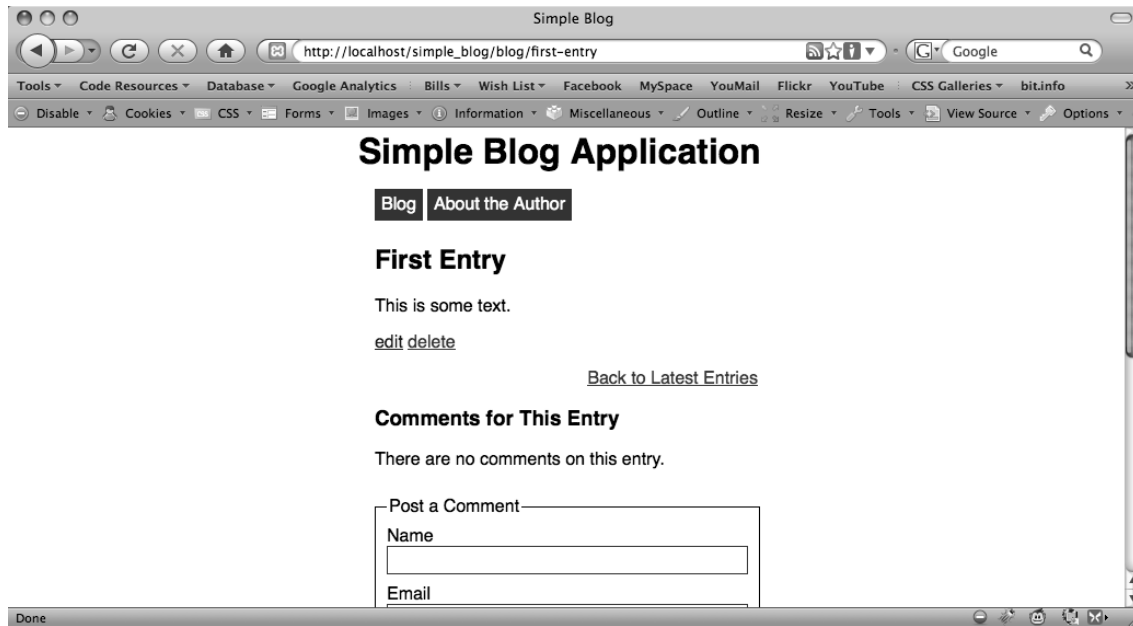 Simple Blog
http://localhost/simple_blog/blog/first-entry
G Google
Tools Code Resources Database Google Analytics Bills Wish List Facebook MySpace YouMail Flickr YouTube CSS Galleries bit.info »
Disable Cookies CSS CSS Forms Images Information Miscellaneous Outline Resize Tools View Source Options
Simple Blog Application
Blog About the Author
First Entry
This is some text.
edit delete
Back to Latest Entries
Comments for This Entry
There are no comments on this entry.
Post a Comment
Name
Email
Done